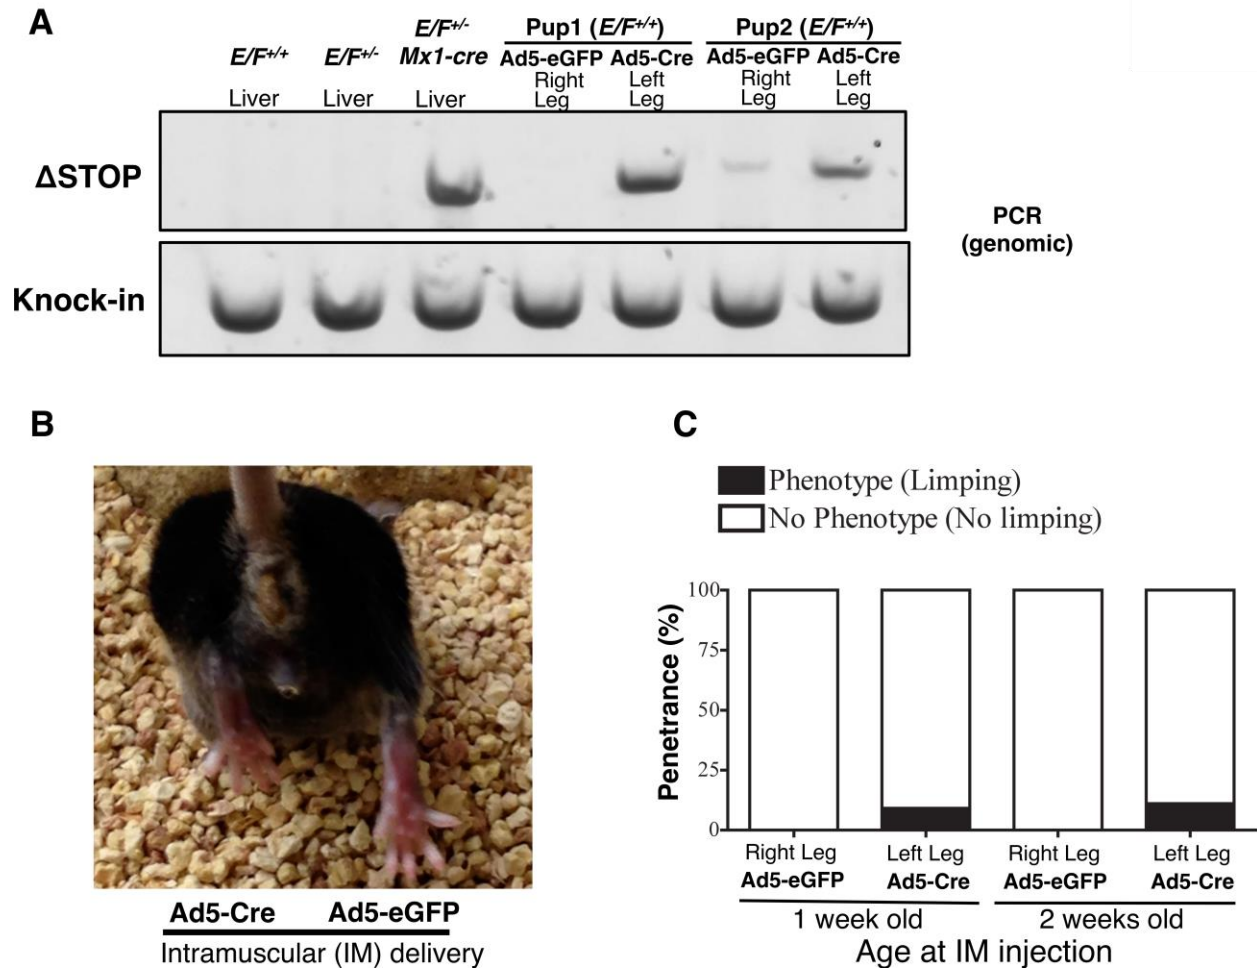 A
E/F+/+
E/F+/-
E/F+/-
Mx1-cre
Pup1 (E/F+/+)
Pup2 (E/F+/+)
Ad5-eGFP Ad5-Cre
Ad5-eGFP Ad5-Cre
Liver
Liver
Liver
Right
Leg
Left
Leg
Right
Leg
Left
Leg
ΔSTOP
Knock-in
PCR
(genomic)
B
Ad5-Cre Ad5-eGFP
Intramuscular (IM) delivery
C
Phenotype (Limping)
No Phenotype (No limping)
Penetrance (%)
100
75
50
25
0
Right Leg
Ad5-eGFP
Left Leg
Ad5-Cre
Right Leg
Ad5-eGFP
Left Leg
Ad5-Cre
1 week old
2 weeks old
Age at IM injection